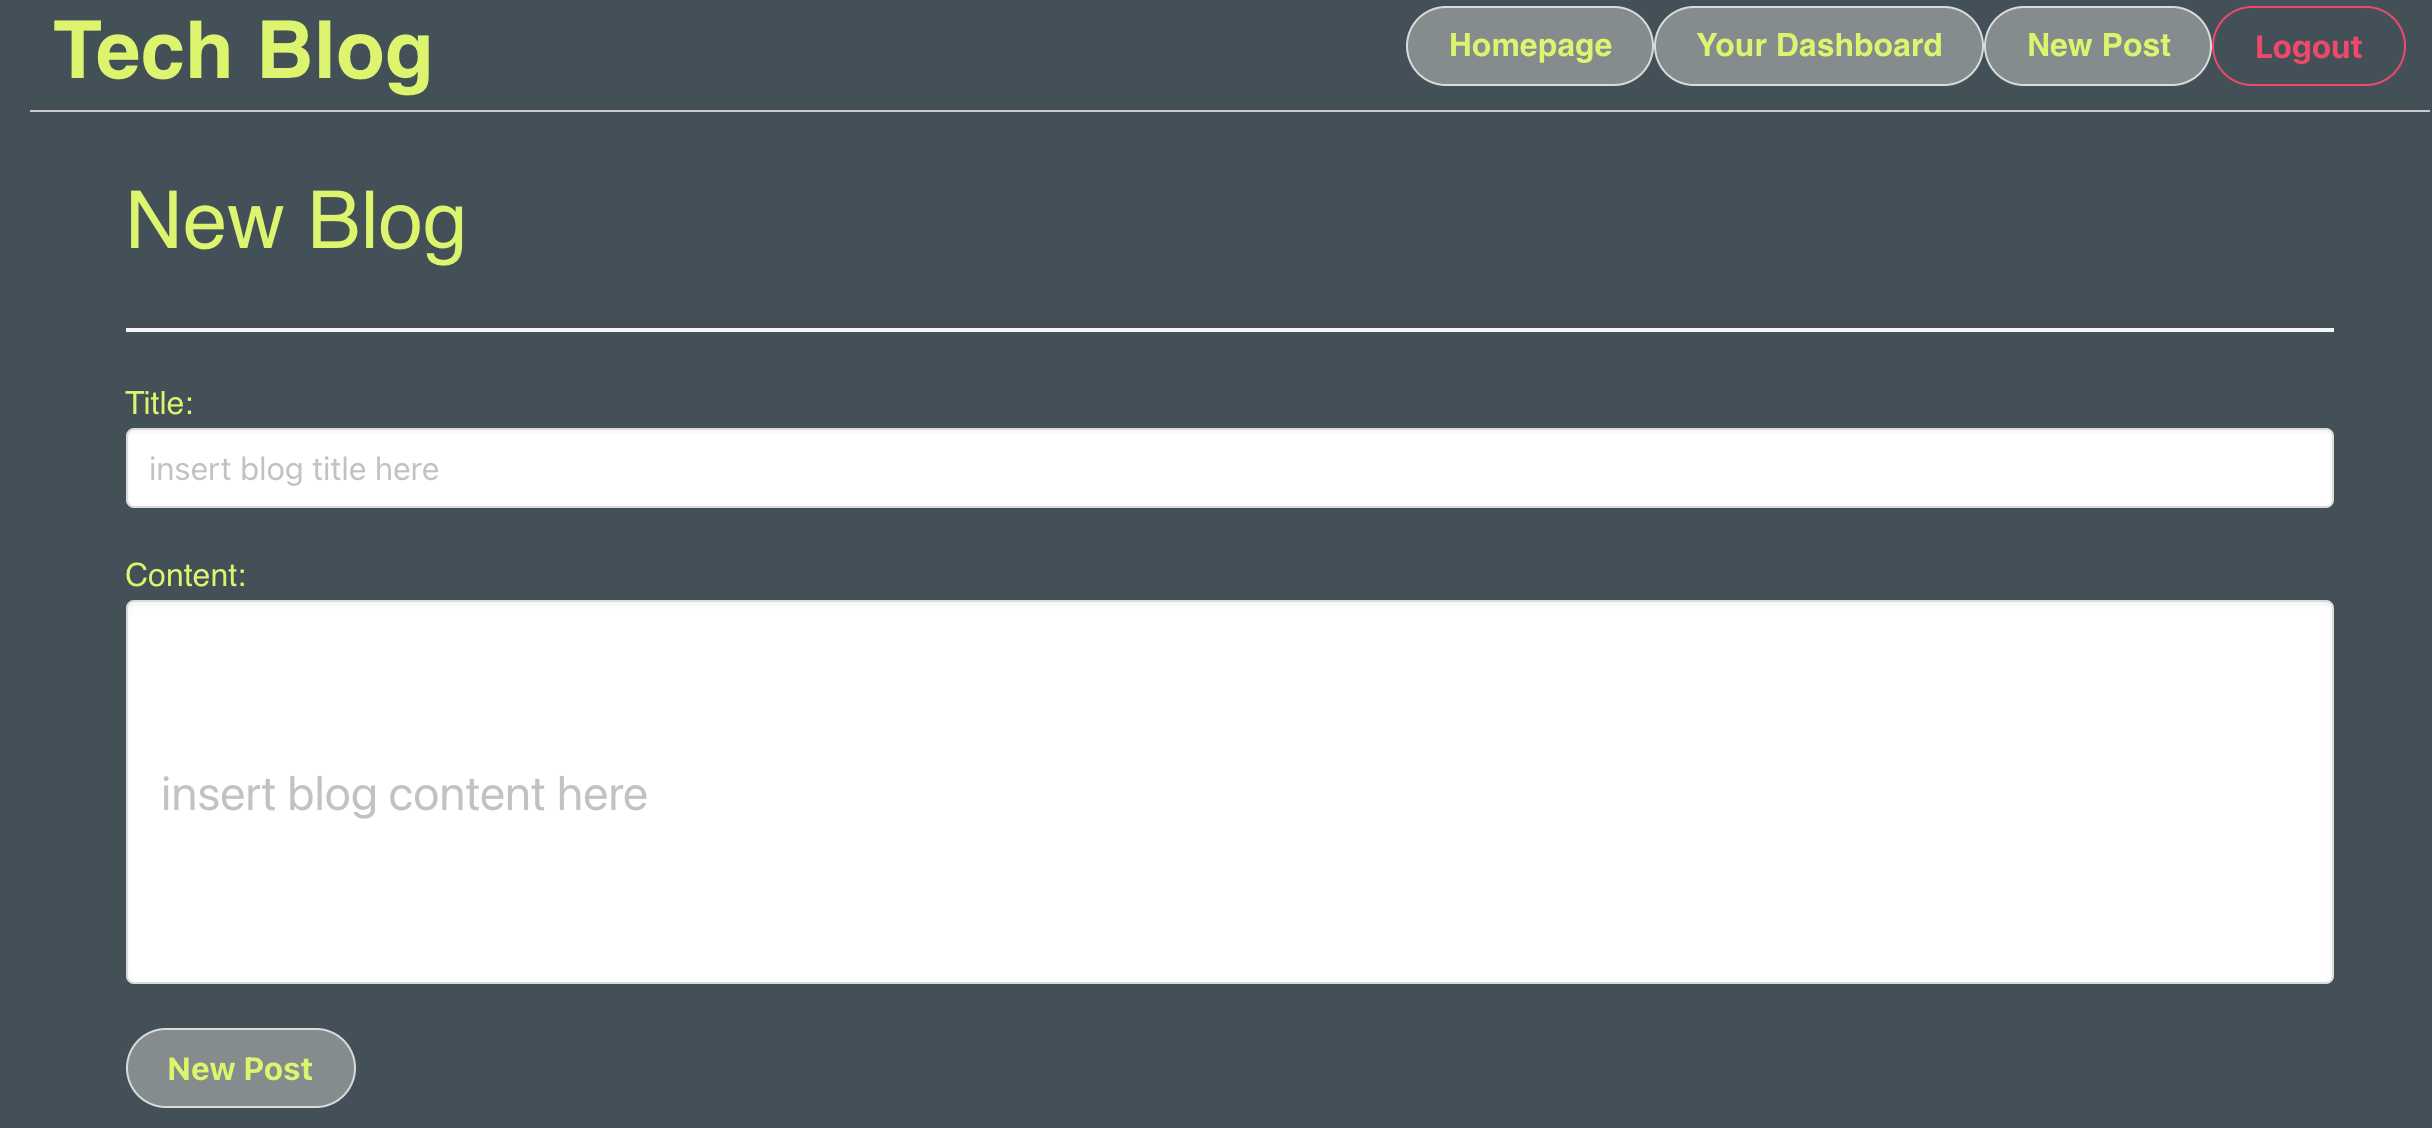 Tech Blog
Homepage Your Dashboard New Post Logout
New Blog
Title:
insert blog title here
Content:
insert blog content here
New Post